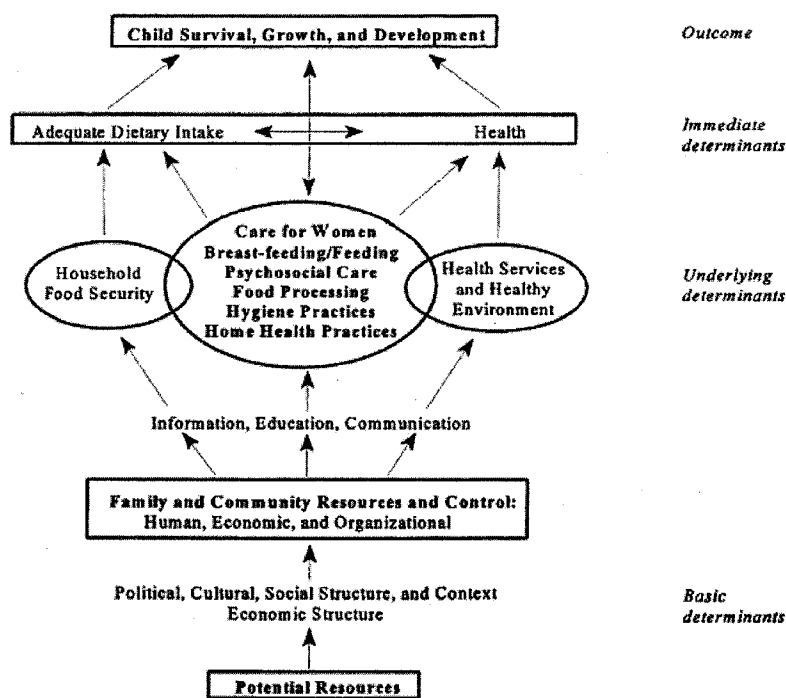 Child Survival, Growth, and Development
Outcome
Adequate Dietary Intake
Health
Immediate
determinants
Care for Women
Breast-feeding/Feeding
Psychosocial Care
Food Processing
Hygiene Practices
Home Health Practices
Household
Food Security
Health Services
and Healthy
Environment
Underlying
determinants
Information, Education, Communication
Family and Community Resources and Control:
Human, Economic, and Organizational
Political, Cultural, Social Structure, and Context
Economic Structure
Basic
determinants
Potential Resources